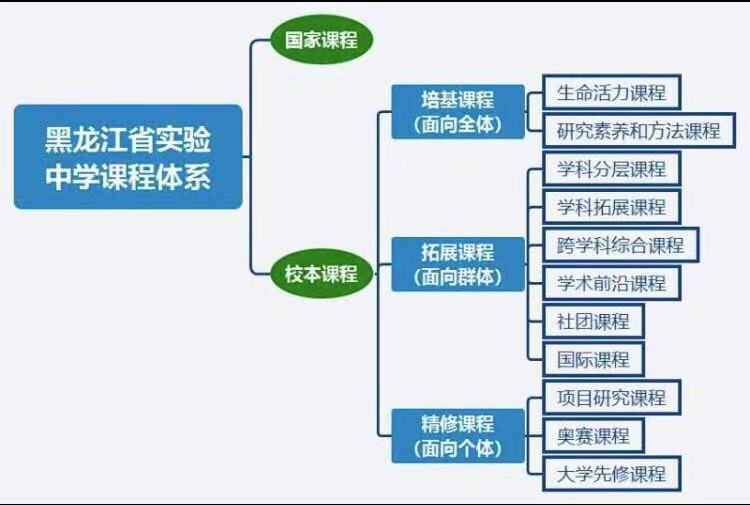 黑龙江省实验
中学课程体系
国家课程
校本课程
培基课程
（面向全体）
生命活力课程
研究素养和方法课程
拓展课程
（面向群体）
学科分层课程
学科拓展课程
跨学科综合课程
学术前沿课程
社团课程
国际课程
精修课程
（面向个体）
项目研究课程
奥赛课程
大学先修课程